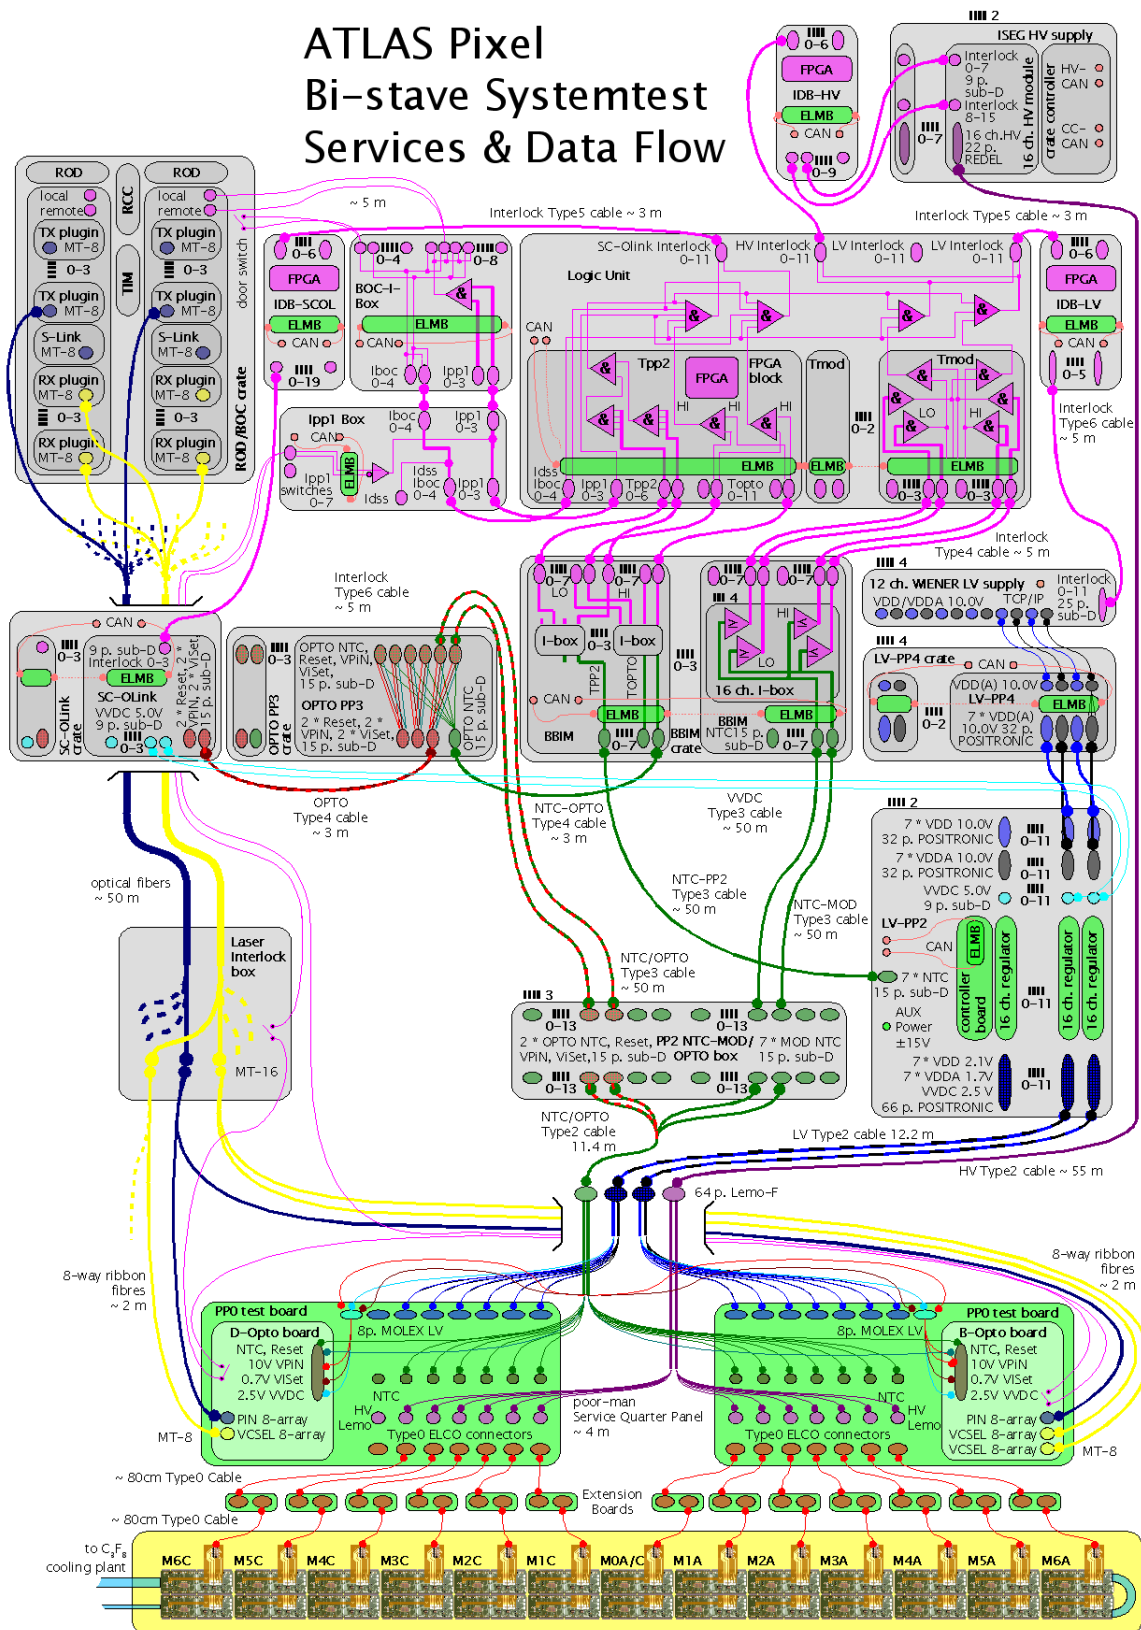 ATLAS Pixel
Bi-stave Systemtest
Services & Data Flow
0-6
FPGA
IDB-HV
ELMB
CAN
0-9
2
ISEG HV supply
Interlock
0-7
9 p.
sub-D
Interlock
8-15
0-7
16 ch.HV
22 p.
REDEL
16 ch. HV module
crate controller
HV-
CAN
CC-
CAN
ROD
RCC
ROD
local
remote
TX plugin
MT-8
0-3
TX plugin
MT-8
S-Link
MT-8
RX plugin
MT-8
0-3
RX plugin
MT-8
TIM
local
remote
TX plugin
MT-8
0-3
TX plugin
MT-8
S-Link
MT-8
RX plugin
MT-8
0-3
RX plugin
MT-8
ROD/BOC crate
door switch
~ 5 m
Interlock Type5 cable ~ 3 m
Interlock Type5 cable ~ 3 m
0-6
FPGA
IDB-SCOL
ELMB
CAN
0-19
0-4
0-8
BOC-I-
Box
&
ELMB
CAN
Iboc
0-4
Ipp1
0-3
SC-Olink Interlock
0-11
HV Interlock
0-11
LV Interlock
LV Interlock
0-11
Logic Unit
CAN
&
&
&
&
Tpp2
FPGA
FPGA
block
Tmod
Tmod
&
&
&
HI
&
HI
&
&
&
&
&
LO
HI
0-2
ELMB
ELMB
ELMB
Idss
Iboc
0-4
Ipp1
0-3
Tpp2
0-6
Topto
0-11
0-3
0-3
0-6
FPGA
IDB-LV
ELMB
CAN
0-5
Interlock
Type6 cable
~ 5 m
Ipp1 Box
CAN
Ipp1
switches
0-7
ELMB
Idss
Iboc
0-4
Ipp1
0-3
Idss
Iboc
0-4
Ipp1
0-3
Interlock
Type4 cable ~ 5 m
Interlock
Type6 cable
~ 5 m
0-7
LO
0-7
HI
I-box
0-3
I-box
TPP2
TOPTO
CAN
ELMB
BBIM
0-7
0-3
0-7
0-7
4
HI
LO
16 ch. I-box
ELMB
BBIM
NTC15 p.
sub-D
0-7
BBIM
crate
4
12 ch. WIENER LV supply
VDD/VDDA 10.0V
TCP/IP
Interlock
0-11
25 p.
sub-D
4
LV-PP4 crate
CAN
VDD(A) 10.0V
LV-PP4
ELMB
0-2
7 * VDD(A)
10.0V 32 p.
POSITRONIC
CAN
0-3
SC-OLink
crate
9 p. sub-D
Interlock 0-3
ELMB
SC-OLink
VVDC 5.0V
9 p. sub-D
0-3
2 * Reset, 2 *
VPiN, 2 * ViSet,
15 p. sub-D
0-3
OPTO PP3
crate
OPTO NTC,
Reset, VPiN,
ViSet,
15 p. sub-D
OPTO PP3
2 * Reset, 2 *
VPiN, 2 * ViSet,
15 p. sub-D
OPTO NTC
15 p. sub-D
OPTO
Type4 cable
~ 3 m
NTC-OPTO
Type4 cable
~ 3 m
VVDC
Type3 cable
~ 50 m
NTC-PP2
Type3 cable
~ 50 m
NTC-MOD
Type3 cable
~ 50 m
NTC/OPTO
Type3 cable
~ 50 m
optical fibers
~ 50 m
Laser
Interlock
box
MT-16
2
7 * VDD 10.0V
32 p. POSITRONIC
0-11
7 * VDDA 10.0V
32 p. POSITRONIC
0-11
VVDC 5.0V
9 p. sub-D
0-11
LV-PP2
CAN
ELMB
controller
board
16 ch. regulator
0-11
16 ch. regulator
16 ch. regulator
7 * NTC
15 p. sub-D
AUX
Power
±15V
7 * VDD 2.1V
7 * VDDA 1.7V
VVDC 2.5 V
66 p. POSITRONIC
0-11
3
0-13
0-13
2 * OPTO NTC, Reset,
VPiN, ViSet,15 p. sub-D
PP2 NTC-MOD/
OPTO box
7 * MOD NTC
15 p. sub-D
0-13
0-13
NTC/OPTO
Type2 cable
11.4 m
LV Type2 cable 12.2 m
HV Type2 cable ~ 55 m
64 p. Lemo-F
8-way ribbon
fibres
~ 2 m
8-way ribbon
fibres
~ 2 m
PP0 test board
D-Opto board
NTC, Reset
10V VPiN
0.7V ViSet
2.5V VVDC
PIN 8-array
VCSEL 8-array
MT-8
8p. MOLEX LV
NTC
HV
Lemo
Type0 ELCO connectors
poor-man
Service Quarter Panel
~ 4 m
PP0 test board
B-Opto board
NTC, Reset
10V VPiN
0.7V ViSet
2.5V VVDC
PIN 8-array
VCSEL 8-array
VCSEL 8-array
MT-8
8p. MOLEX LV
NTC
HV
Lemo
Type0 ELCO connectors
~ 80cm Type0 Cable
Extension
Boards
~ 80cm Type0 Cable
to C3F8
cooling plant
M6C M5C M4C M3C M2C M1C M0A/C M1A M2A M3A M4A M5A M6A